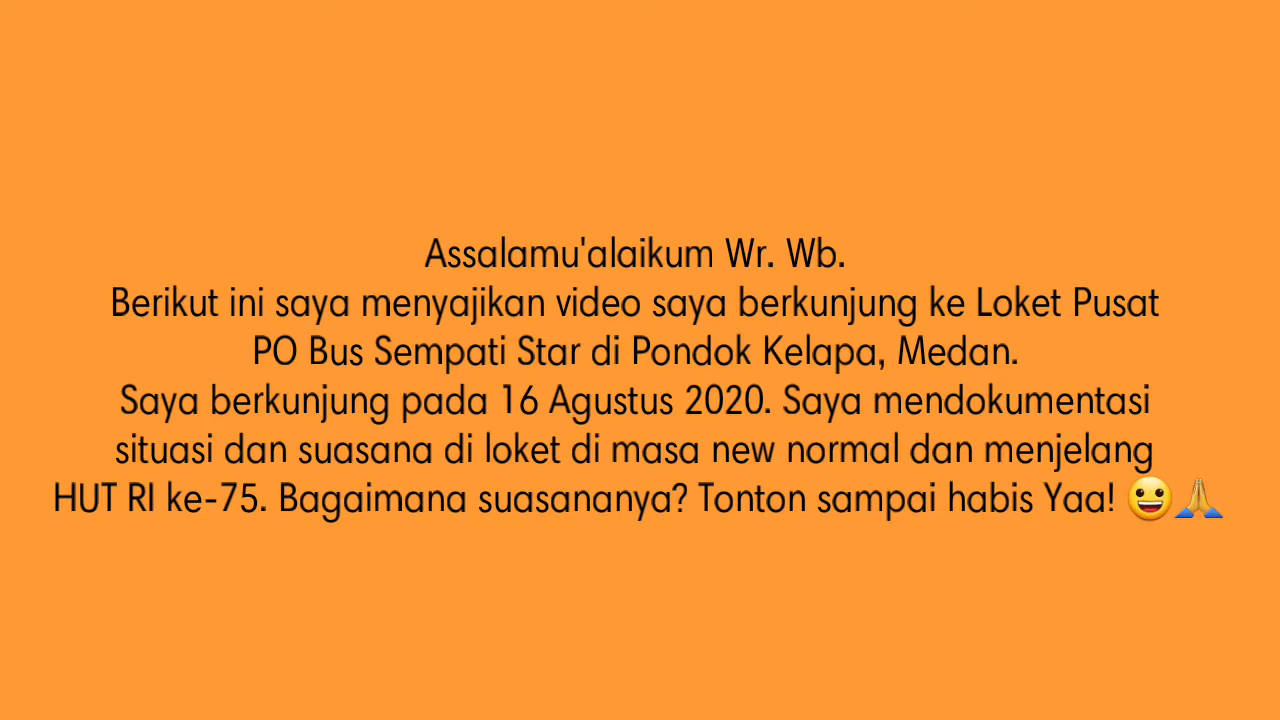 Assalamu'alaikum Wr. Wb.
Berikut ini saya menyajikan video saya berkunjung ke Loket Pusat
PO Bus Sempati Star di Pondok Kelapa, Medan.
Saya berkunjung pada 16 Agustus 2020. Saya mendokumentasi
situasi dan suasana di loket di masa new normal dan menjelang
HUT RI ke-75. Bagaimana suasananya? Tonton sampai habis Yaa! 😀🙏